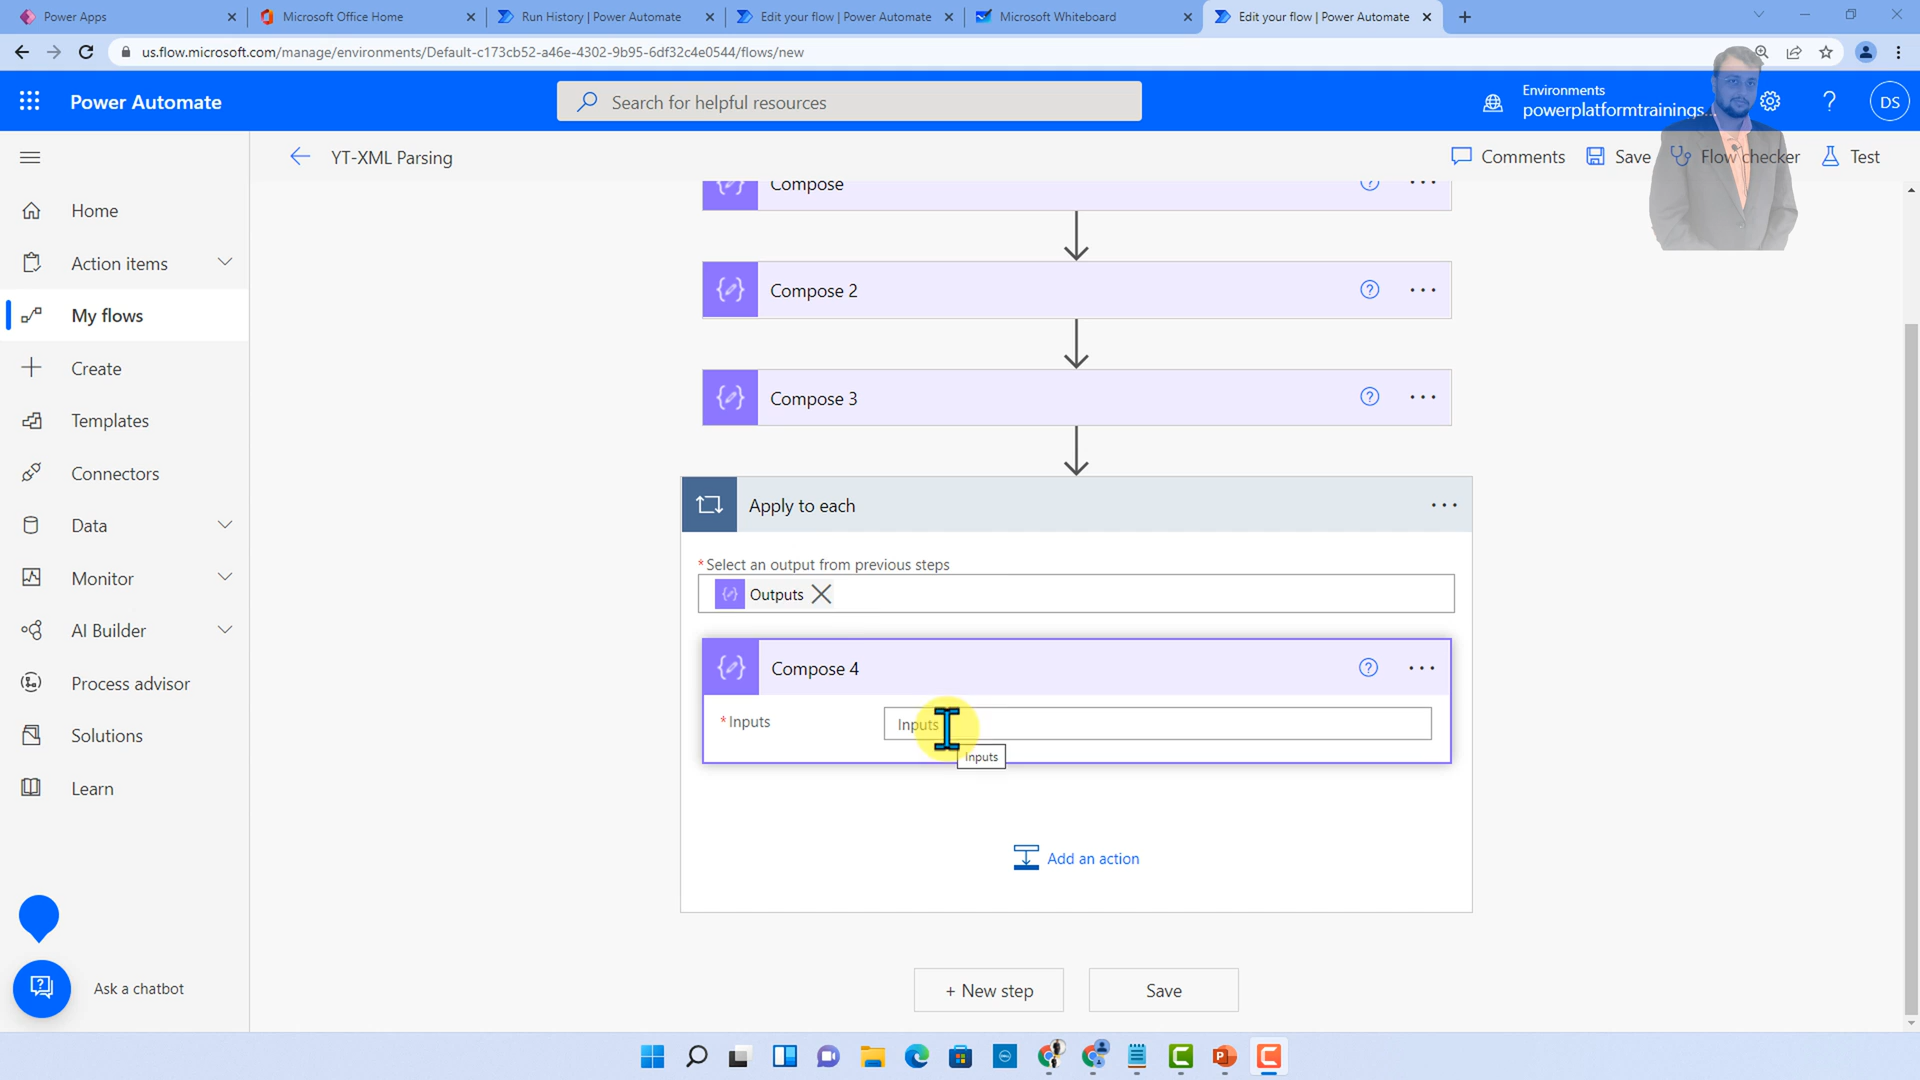 Power Apps
Microsoft Office Home
Run History | Power Automate
Edit your flow | Power Automate
Microsoft Whiteboard
Edit your flow | Power Automate
us.flow.microsoft.com/manage/environments/Default-c173cb52-a46e-4302-9b95-6df32c4e0544/flows/new
Power Automate
Search for helpful resources
Environments
powerplatformtrainings...
DS
YT-XML Parsing
Comments
Save
Flow checker
Test
Home
Action items
My flows
Create
Templates
Connectors
Data
Monitor
AI Builder
Process advisor
Solutions
Learn
Ask a chatbot
Compose
Compose 2
Compose 3
Apply to each
*Select an output from previous steps
Outputs
Compose 4
*Inputs
Inputs
Inputs
Add an action
+ New step
Save